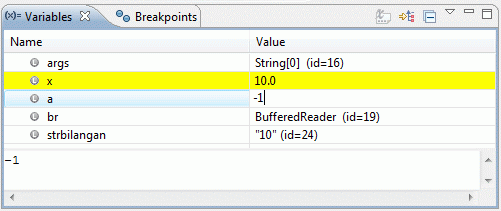 (x)= Variables Breakpoints
Name Value
args String[0] (id=16)
x 10.0
a -1
br BufferedReader (id=19)
strbilangan "10" (id=24)
-1